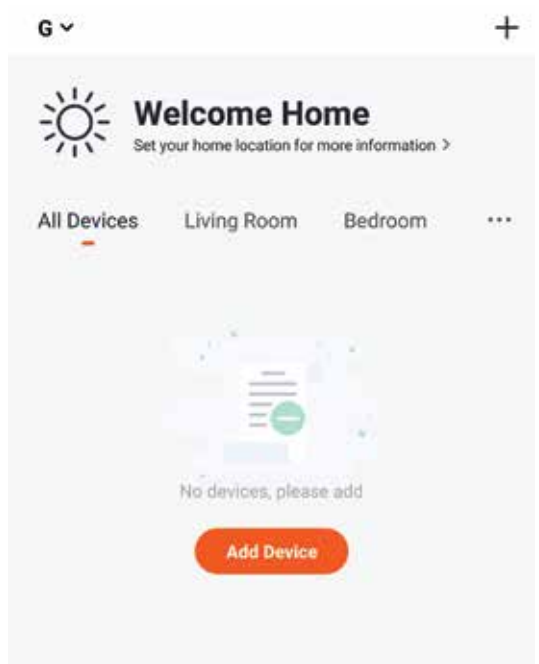 G
Welcome Home
Set your home location for more information >
All Devices Living Room Bedroom ...
No devices, please add
Add Device